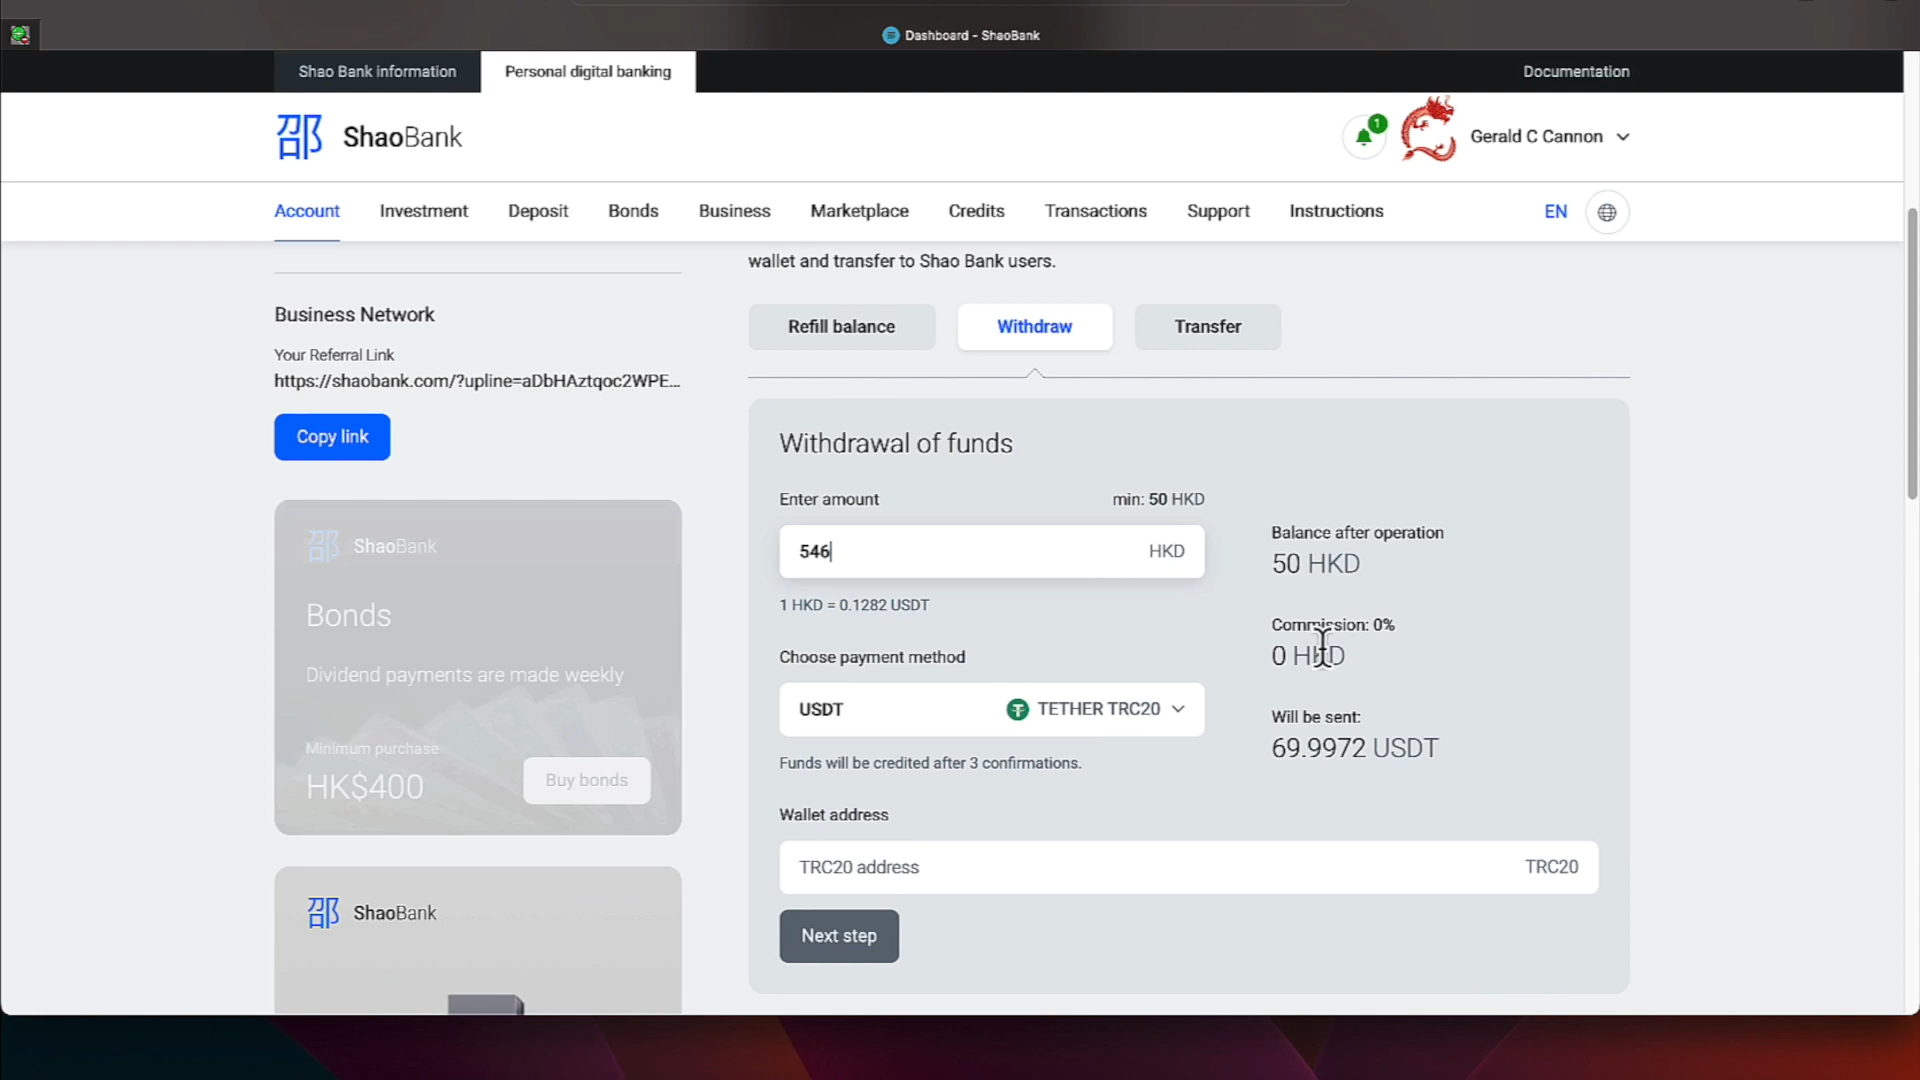 Dashboard - ShaoBank
Shao Bank information
Personal digital banking
Documentation
邵 ShaoBank
1
Gerald C Cannon
Account Investment Deposit Bonds Business Marketplace Credits Transactions Support Instructions EN
wallet and transfer to Shao Bank users.
Business Network
Your Referral Link
https://shaobank.com/?upline=aDbHAztqoc2WPE...
Copy link
邵 ShaoBank
Bonds
Dividend payments are made weekly
Minimum purchase
HK$400
Buy bonds
邵 ShaoBank
Refill balance
Withdraw
Transfer
Withdrawal of funds
Enter amount
min: 50 HKD
546 HKD
1 HKD = 0.1282 USDT
Choose payment method
USDT TETHER TRC20
Funds will be credited after 3 confirmations.
Balance after operation
50 HKD
Commission: 0%
0 HKD
Will be sent:
69.9972 USDT
Wallet address
TRC20 address TRC20
Next step